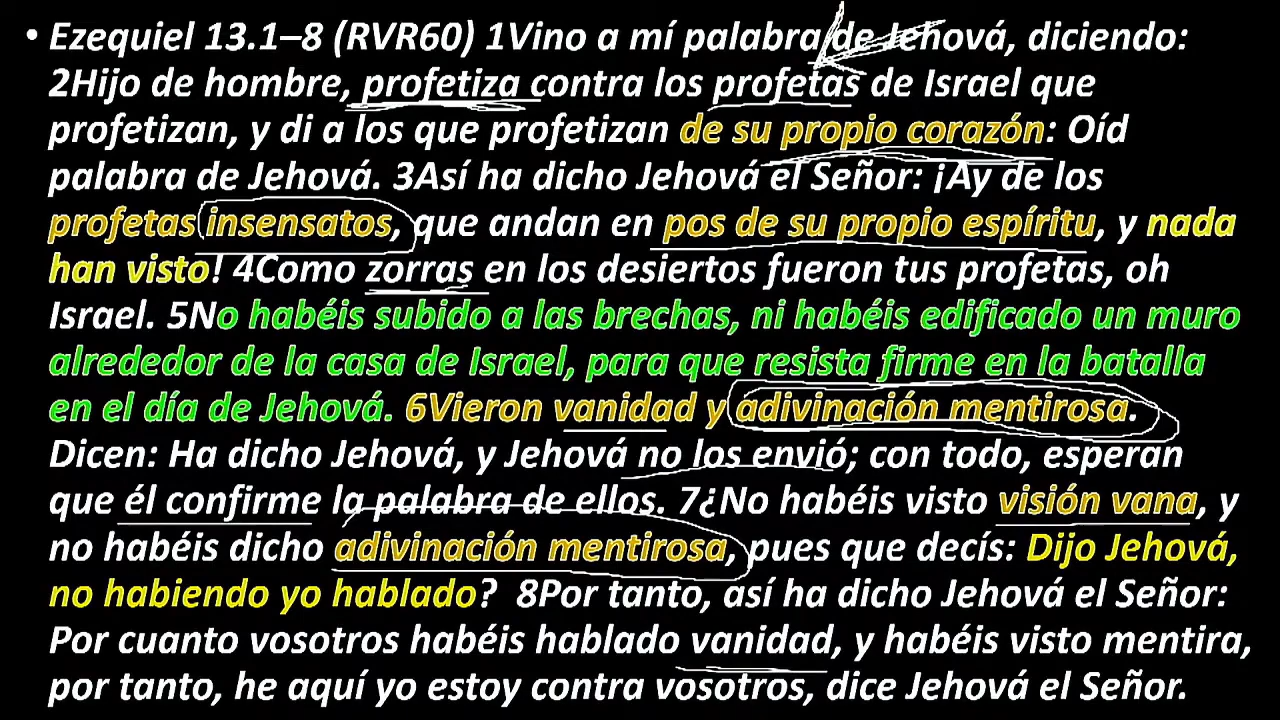 • Ezequiel 13.1–8 (RVR60) 1Vino a mí palabra de Jehová, diciendo:
2Hijo de hombre, profetiza contra los profetas de Israel que
profetizan, y di a los que profetizan de su propio corazón: Oíd
palabra de Jehová. 3Así ha dicho Jehová el Señor: ¡Ay de los
profetas insensatos, que andan en pos de su propio espíritu, y nada
han visto! 4Como zorras en los desiertos fueron tus profetas, oh
Israel. 5No habéis subido a las brechas, ni habéis edificado un muro
alrededor de la casa de Israel, para que resista firme en la batalla
en el día de Jehová. 6Vieron vanidad y adivinación mentirosa.
Dicen: Ha dicho Jehová, y Jehová no los envió; con todo, esperan
que él confirme la palabra de ellos. 7¿No habéis visto visión vana, y
no habéis dicho adivinación mentirosa, pues que decís: Dijo Jehová,
no habiendo yo hablado? 8Por tanto, así ha dicho Jehová el Señor:
Por cuanto vosotros habéis hablado vanidad, y habéis visto mentira,
por tanto, he aquí yo estoy contra vosotros, dice Jehová el Señor.